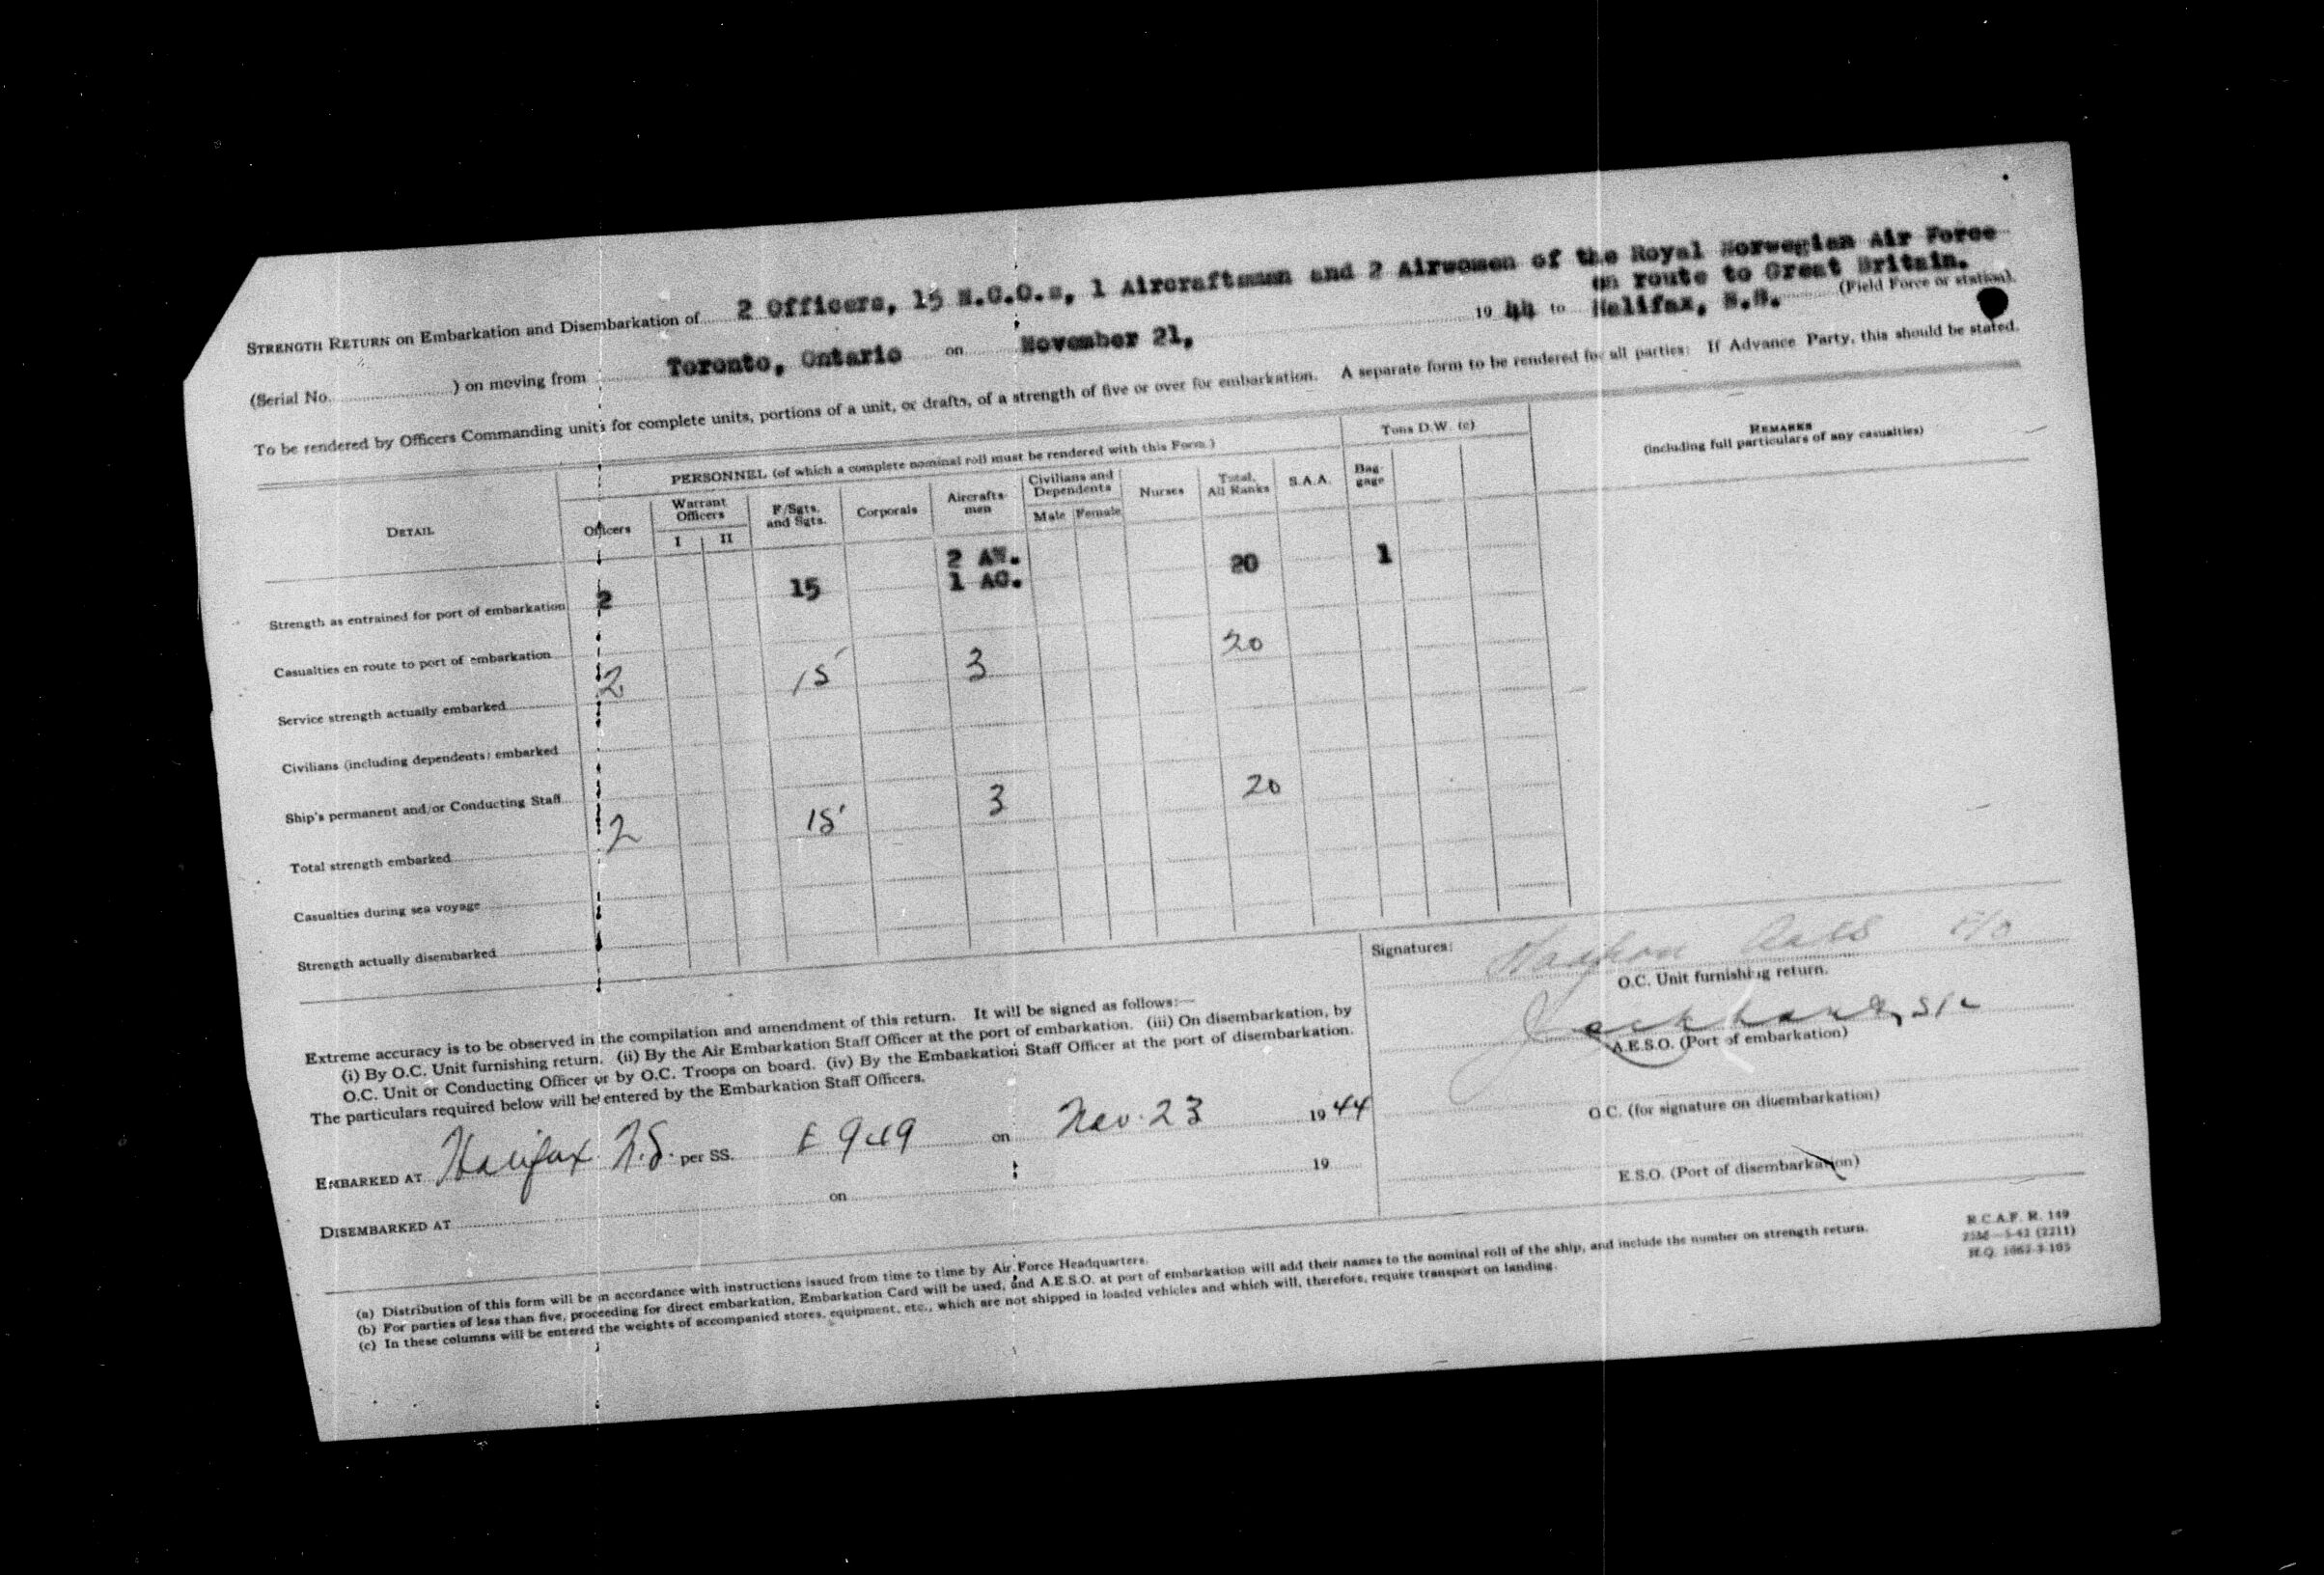 STRENGTH RETURN on Embarkation and Disembarkation of 2 Officers, 15 N.C.O.s, 1 Aircraftsman and 2 Airwomen of the Royal Norwegian Air Force
en route to Great Britain.
(Serial No. ) on moving from Toronto, Ontario on November 21, 19 44 to Halifax, N.S. (Field Force or station).
To be rendered by Officers Commanding units for complete units, portions of a unit, or drafts, of a strength of five or over for embarkation. A separate form to be rendered for all parties: If Advance Party, this should be stated.
PERSONNEL (of which a complete nominal roll must be rendered with this Form.) Tons D.W. (c) REMARKS
(including full particulars of any casualties)
DETAIL Officers Warrant Officers I II F/Sgts. and Sgts. Corporals Aircraftsmen Civilians and Dependents Male Female Nurses Total, All Ranks S.A.A. Baggage
2 AW.
Strength as entrained for port of embarkation 2 15 1 AC. 20 1
Casualties en route to port of embarkation
Service strength actually embarked 2 15 3 20
Civilians (including dependents) embarked
Ship's permanent and/or Conducting Staff
Total strength embarked 2 15 3 20
Casualties during sea voyage
Strength actually disembarked
Extreme accuracy is to be observed in the compilation and amendment of this return. It will be signed as follows:—
(i) By O.C. Unit furnishing return. (ii) By the Air Embarkation Staff Officer at the port of embarkation. (iii) On disembarkation, by
O.C. Unit or Conducting Officer or by O.C. Troops on board. (iv) By the Embarkation Staff Officer at the port of disembarkation.
The particulars required below will be entered by the Embarkation Staff Officers.
EMBARKED AT Halifax N.S. per SS. E 949 on Nov. 23 19 44
DISEMBARKED AT on 19
Signatures:
O.C. Unit furnishing return.
A.E.S.O. (Port of embarkation)
O.C. (for signature on disembarkation)
E.S.O. (Port of disembarkation)
(a) Distribution of this form will be in accordance with instructions issued from time to time by Air Force Headquarters.
(b) For parties of less than five, proceeding for direct embarkation, Embarkation Card will be used, and A.E.S.O. at port of embarkation will add their names to the nominal roll of the ship, and include the number on strength return.
(c) In these columns will be entered the weights of accompanied stores, equipment, etc., which are not shipped in loaded vehicles and which will, therefore, require transport on landing.
R.C.A.F. R. 149
25M—5-42 (2211)
H.Q. 1062-3-105